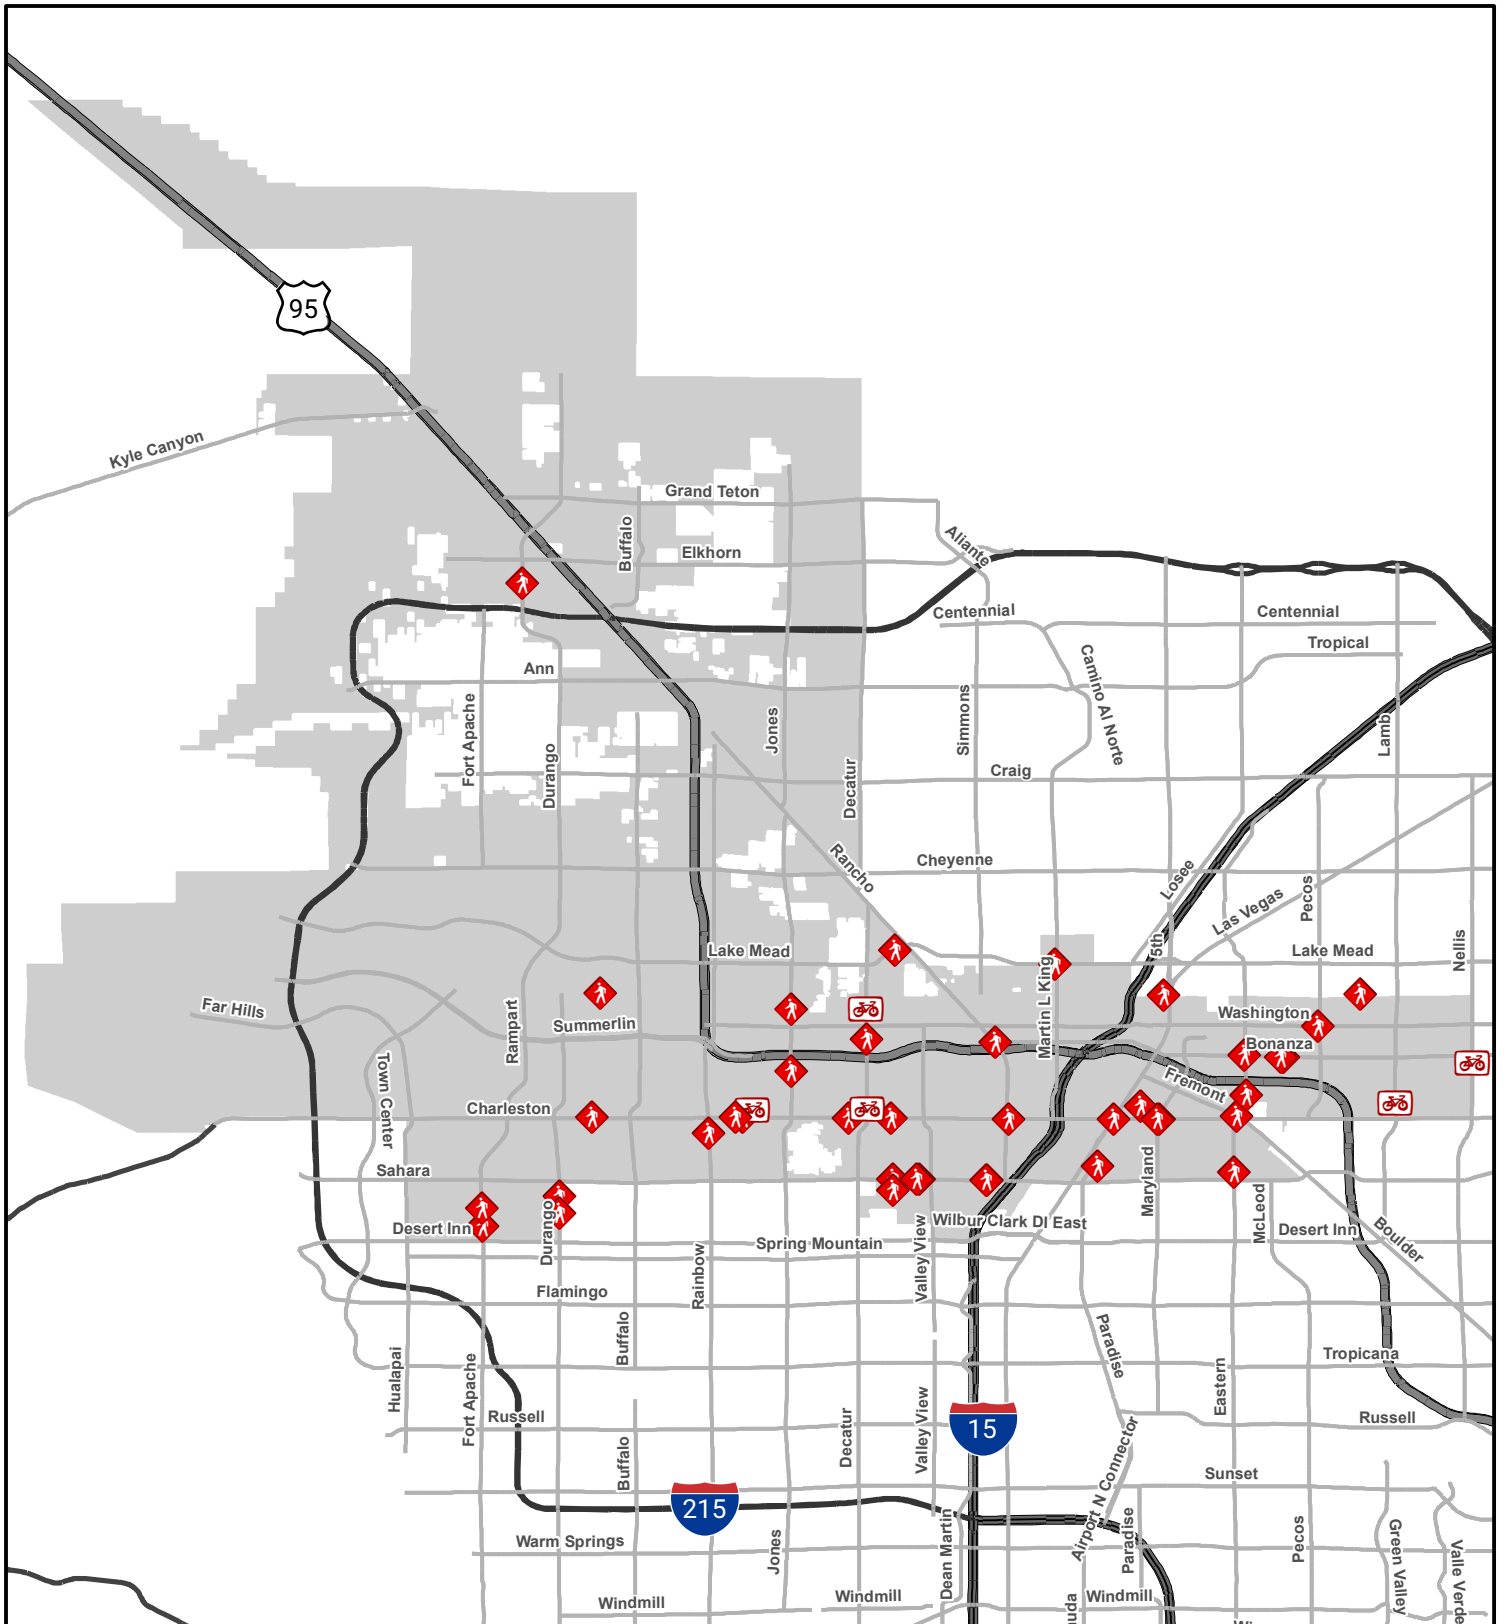 95
Kyle Canyon
Grand Teton
Buffalo
Elkhorn
Aliante
Centennial
Centennial
Tropical
Ann
Camino Al Norte
Fort Apache
Jones
Simmons
Lamb
Durango
Decatur
Craig
Cheyenne
Rancho
Losee
Las Vegas
Pecos
Lake Mead
5th
Lake Mead
Nellis
Far Hills
Rampart
Summerlin
Martin L King
Washington
Bonanza
Town Center
Fremont
Charleston
Sahara
Maryland
McLeod
Desert Inn
Durango
Wilbur Clark DI East
Desert Inn
Boulder
Spring Mountain
Valley View
Rainbow
Flamingo
Buffalo
Paradise
Tropicana
Hualapai
Fort Apache
Eastern
Russell
Decatur
Valley View
15
Russell
Buffalo
Airport N Connector
Sunset
215
Warm Springs
Jones
Dean Martin
Paradise
Pecos
Green Valley
Valle Verde
Windmill
Windmill
Windmill